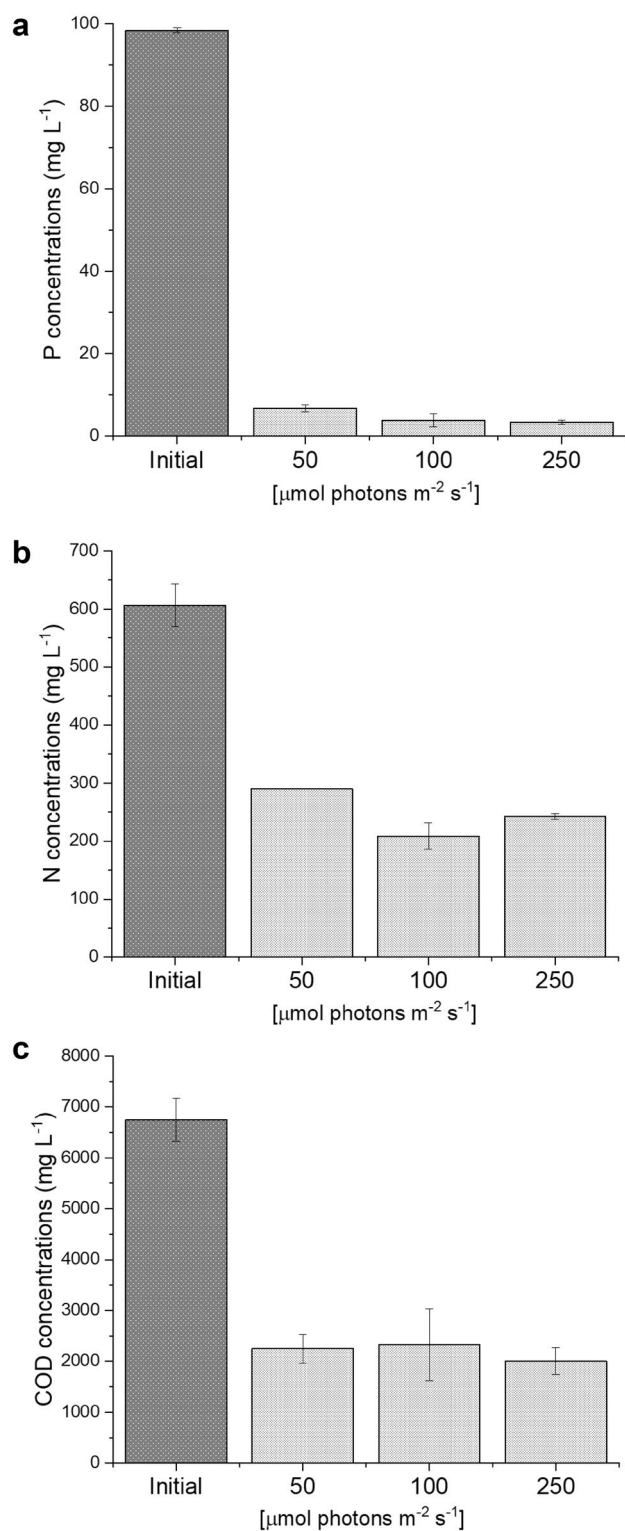 a
P concentrations (mg L⁻¹)
100
80
60
40
20
0
Initial 50 100 250
[μmol photons m⁻² s⁻¹]
b
N concentrations (mg L⁻¹)
700
600
500
400
300
200
100
0
Initial 50 100 250
[μmol photons m⁻² s⁻¹]
c
COD concentrations (mg L⁻¹)
8000
7000
6000
5000
4000
3000
2000
1000
0
Initial 50 100 250
[μmol photons m⁻² s⁻¹]